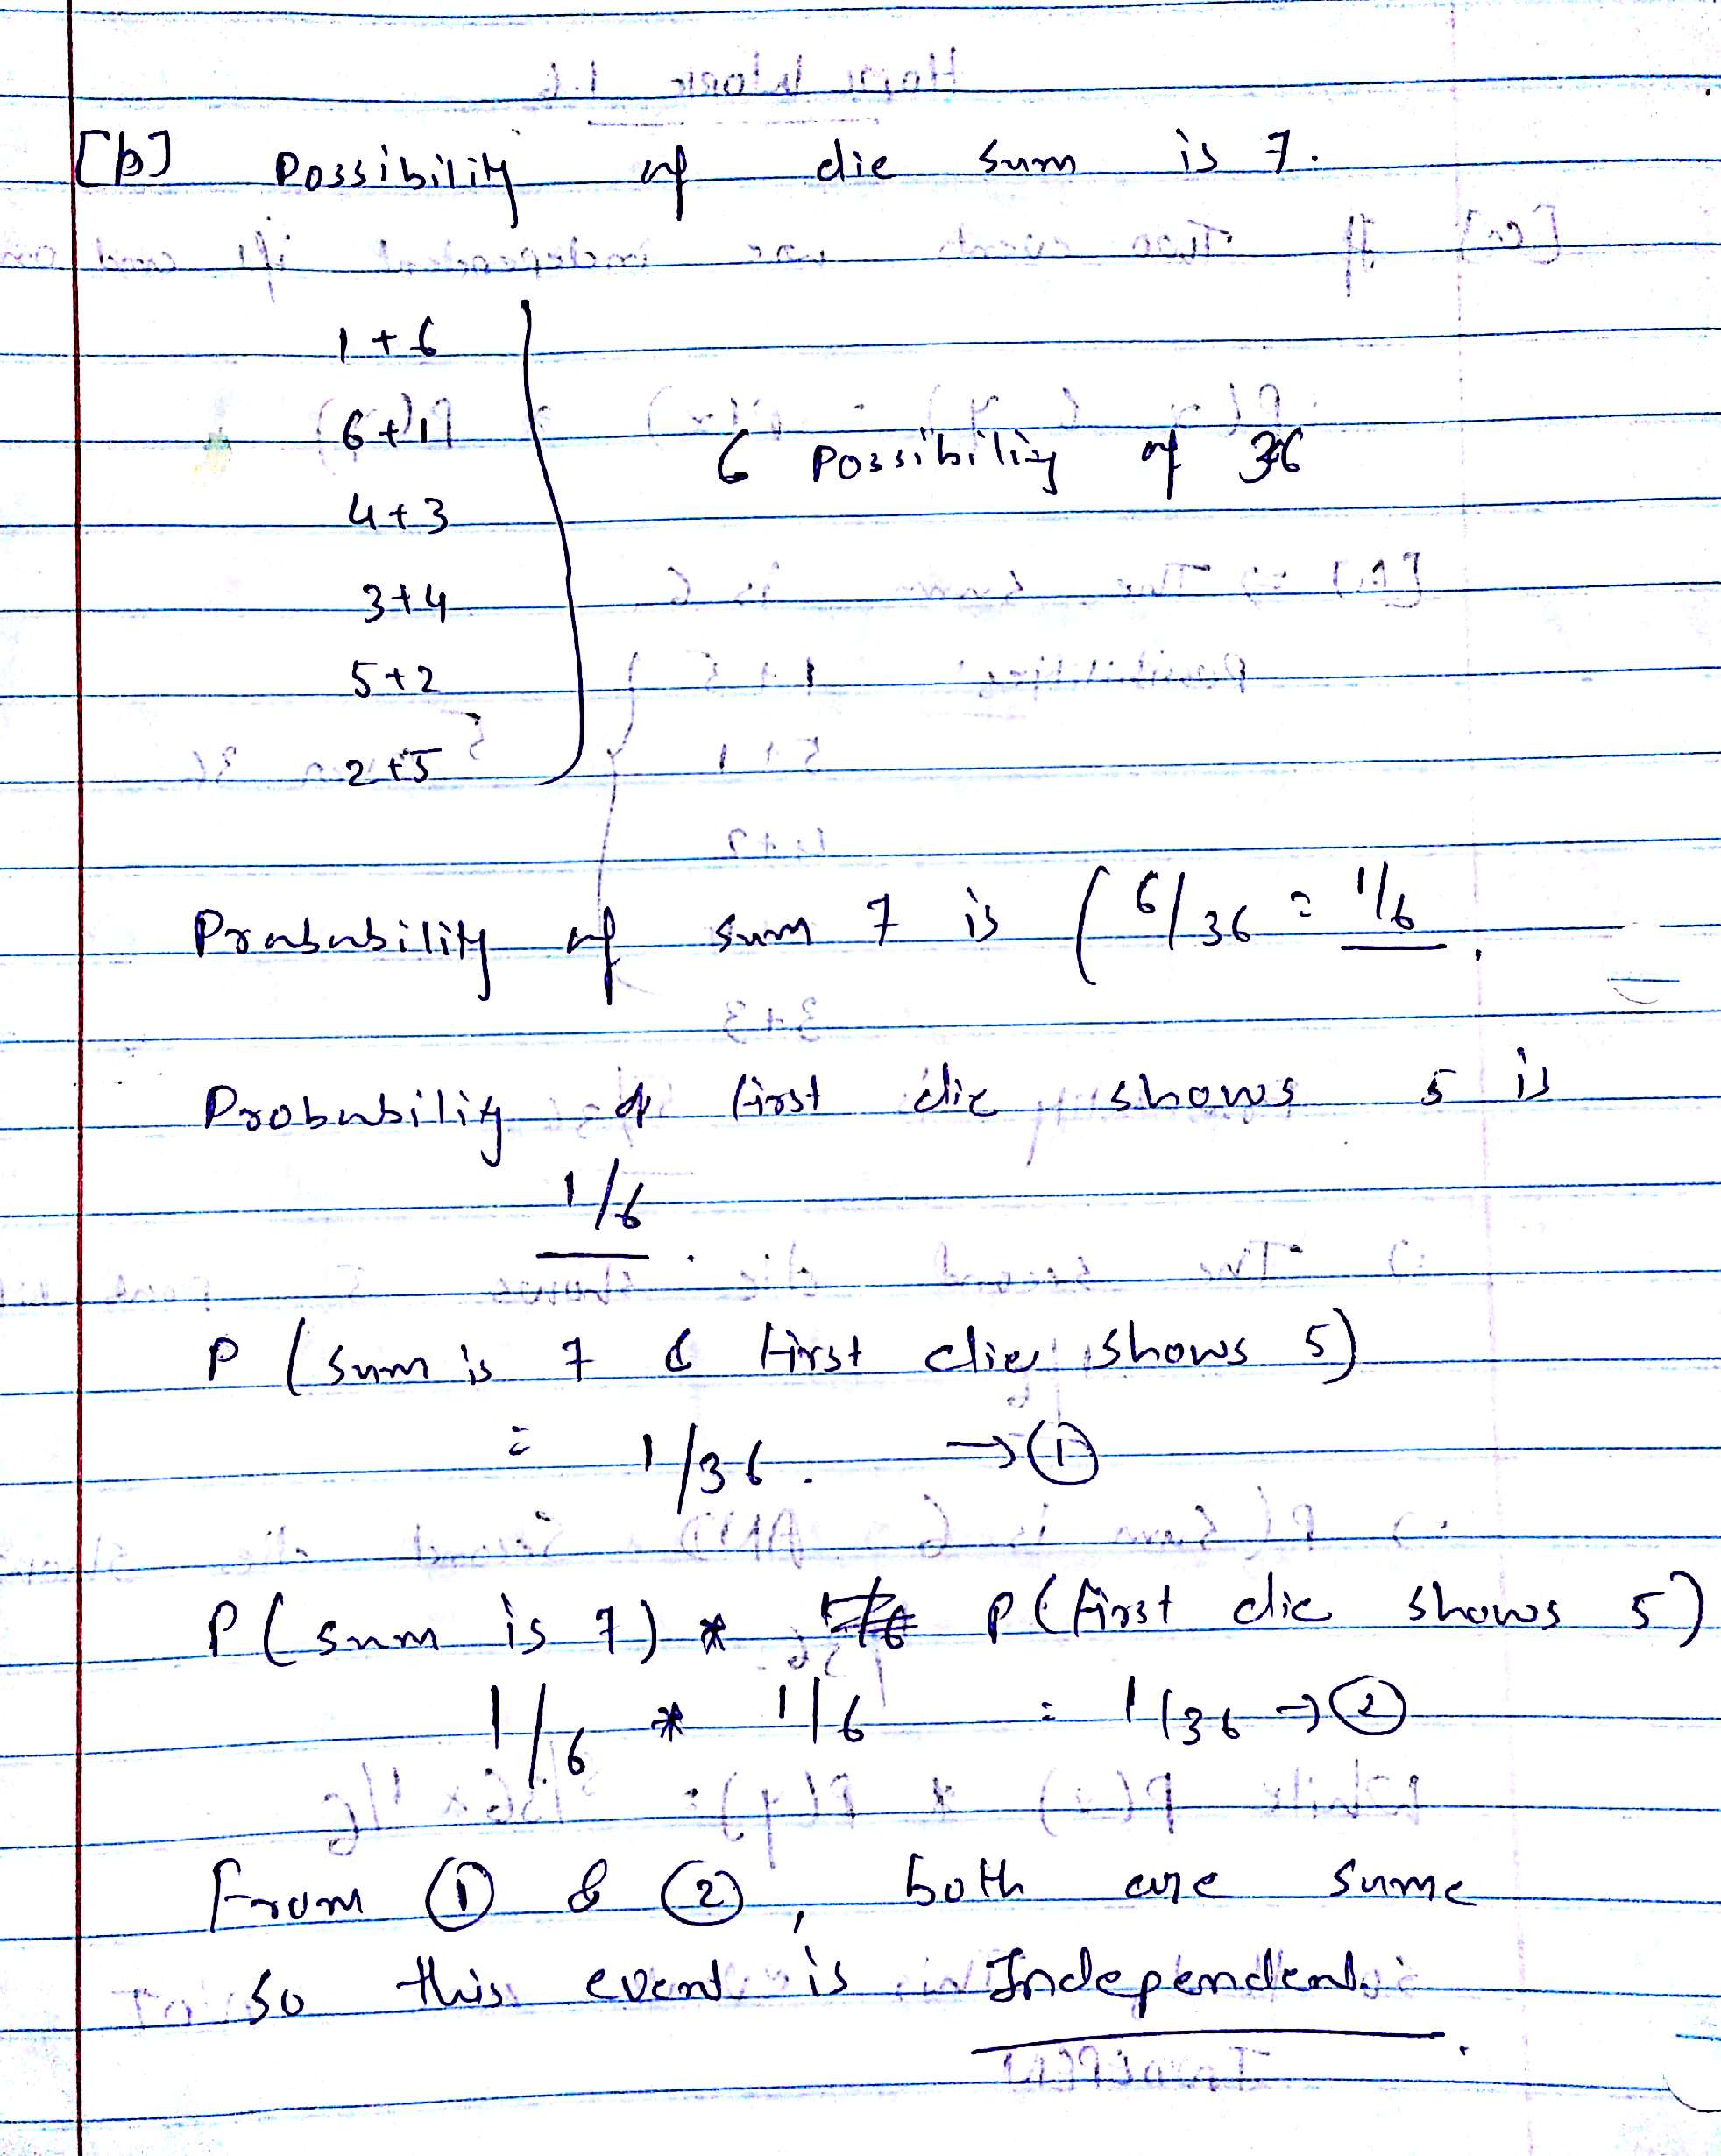 [b] Possibility of die sum is 7.
1 + 6
6 + 1
4 + 3
6 Possibility of 36
3 + 4
5 + 2
2 + 5
Probability of sum 7 is ( 6/36 = 1/6 .
Probability of first die shows 5 is
1/6 .
P ( sum is 7 & first die shows 5)
= 1/36 . → ①
P ( sum is 7) * P ( first die shows 5)
1/6 * 1/6 = 1/36 → ②
From ① & ② , both are same
so this event is Independent.